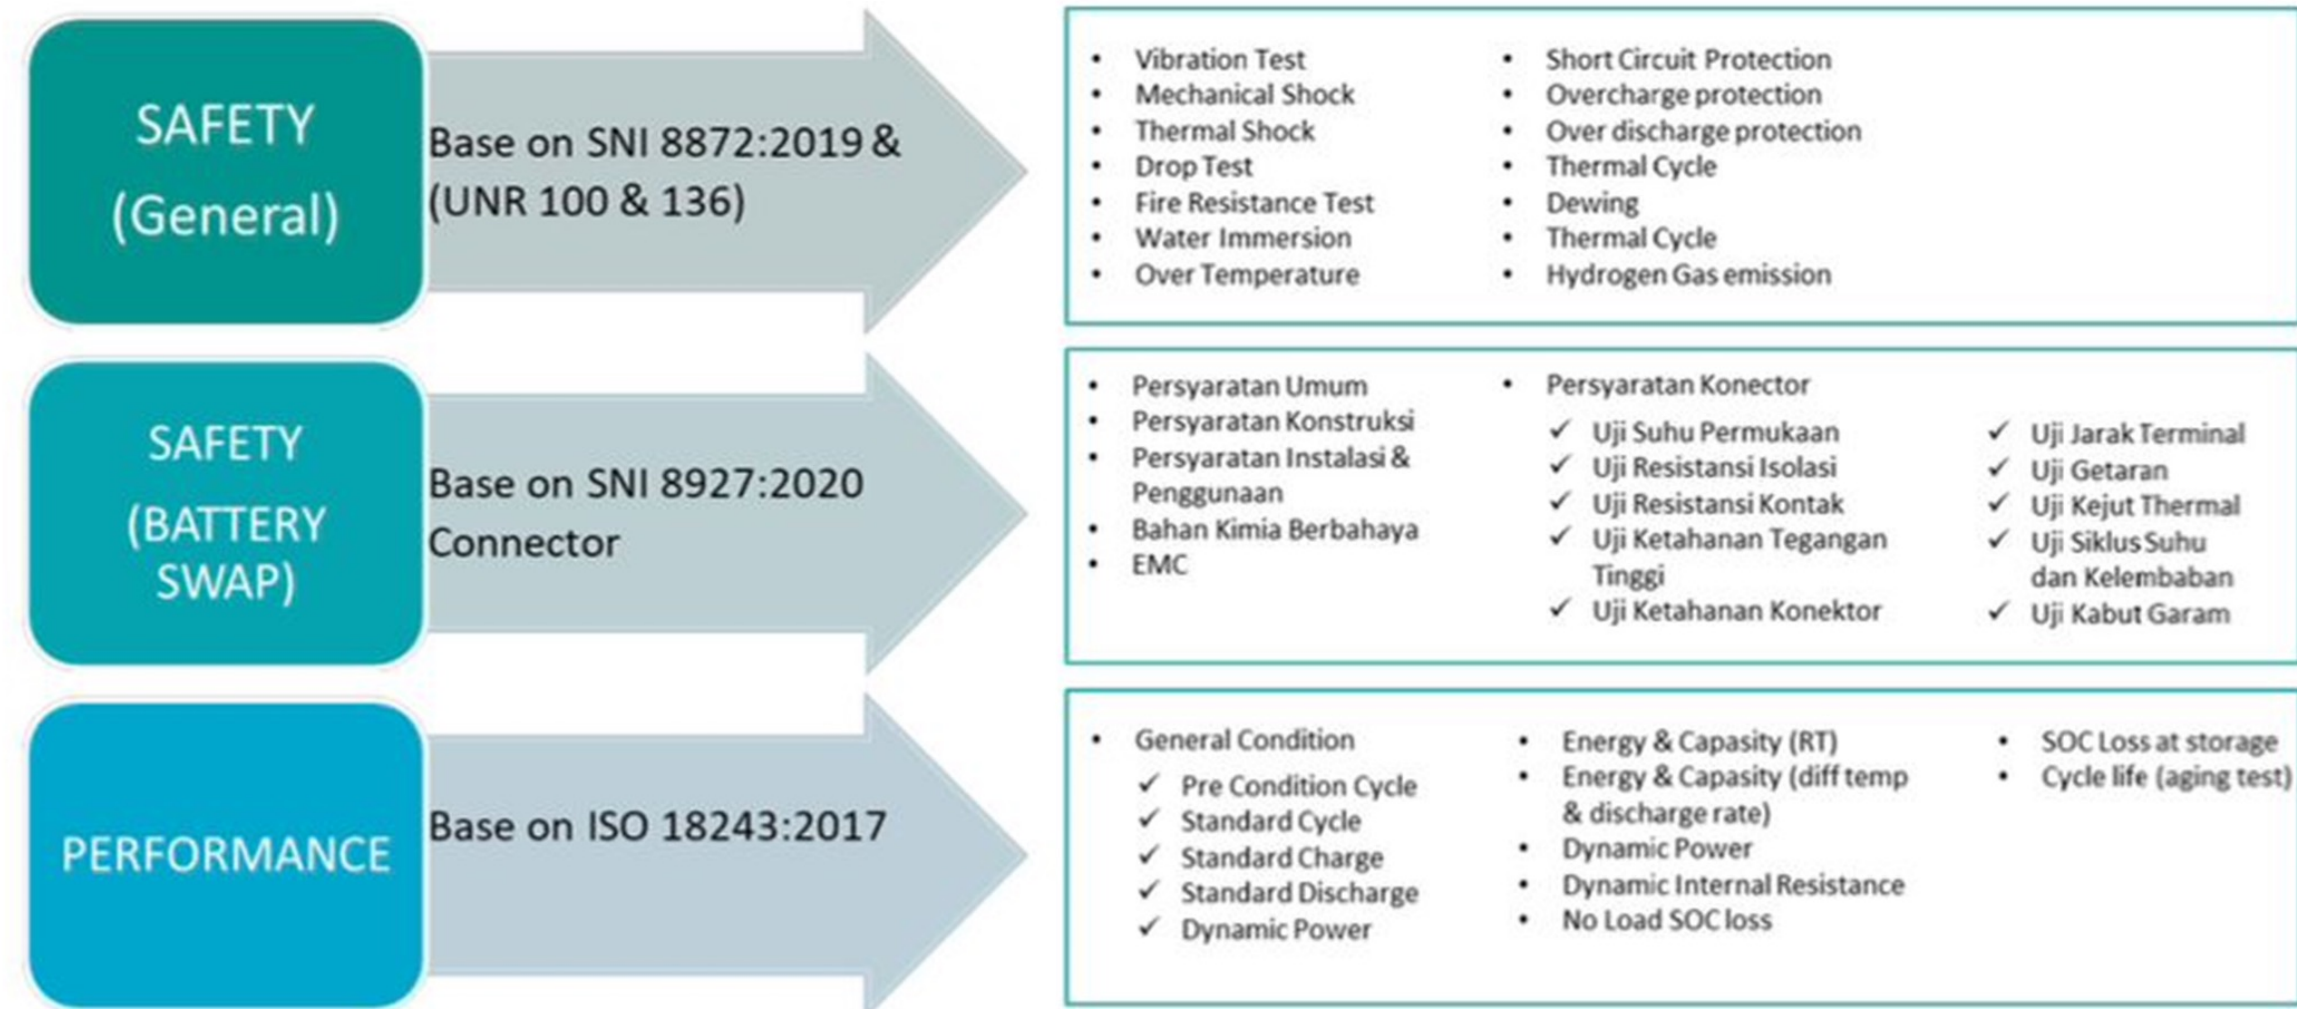 SAFETY
(General)
Base on SNI 8872:2019 &
(UNR 100 & 136)
• Vibration Test
• Mechanical Shock
• Thermal Shock
• Drop Test
• Fire Resistance Test
• Water Immersion
• Over Temperature
• Short Circuit Protection
• Overcharge protection
• Over discharge protection
• Thermal Cycle
• Dewing
• Thermal Cycle
• Hydrogen Gas emission
SAFETY
(BATTERY
SWAP)
Base on SNI 8927:2020
Connector
• Persyaratan Umum
• Persyaratan Konstruksi
• Persyaratan Instalasi &
Penggunaan
• Bahan Kimia Berbahaya
• EMC
• Persyaratan Konector
✓ Uji Suhu Permukaan
✓ Uji Resistansi Isolasi
✓ Uji Resistansi Kontak
✓ Uji Ketahanan Tegangan
Tinggi
✓ Uji Ketahanan Konektor
✓ Uji Jarak Terminal
✓ Uji Getaran
✓ Uji Kejut Thermal
✓ Uji Siklus Suhu
dan Kelembaban
✓ Uji Kabut Garam
PERFORMANCE
Base on ISO 18243:2017
• General Condition
✓ Pre Condition Cycle
✓ Standard Cycle
✓ Standard Charge
✓ Standard Discharge
✓ Dynamic Power
• Energy & Capasity (RT)
• Energy & Capasity (diff temp
& discharge rate)
• Dynamic Power
• Dynamic Internal Resistance
• No Load SOC loss
• SOC Loss at storage
• Cycle life (aging test)